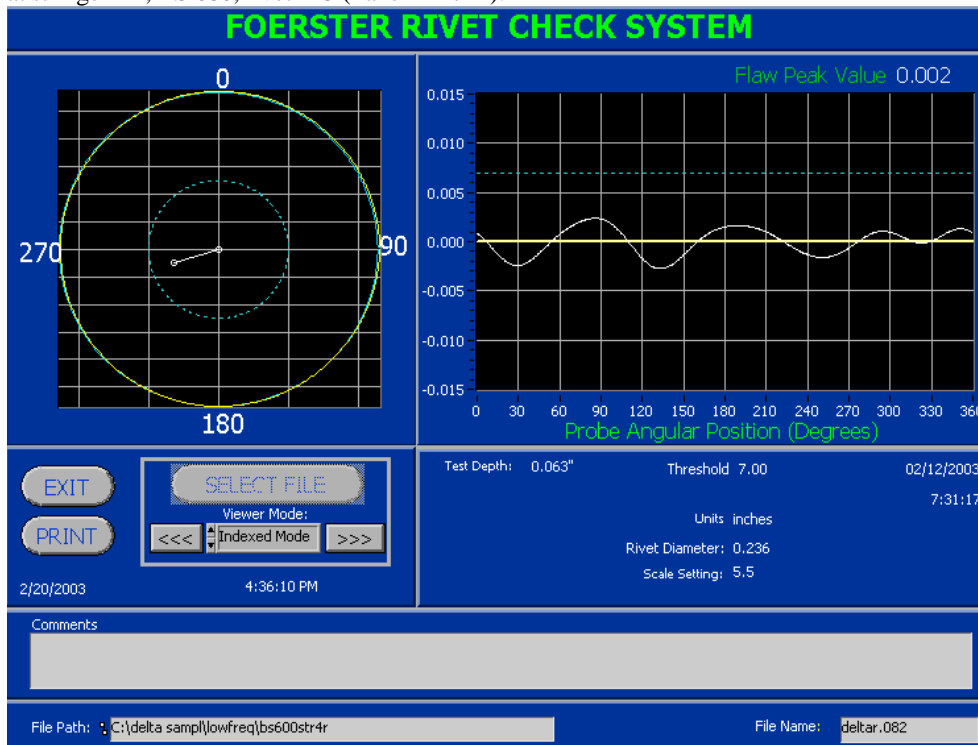 FOERSTER RIVET CHECK SYSTEM
0
270
90
180
Flaw Peak Value 0.002
0.015
0.010
0.005
0.000
-0.005
-0.010
-0.015
0 30 60 90 120 150 180 210 240 270 300 330 360
Probe Angular Position (Degrees)
EXIT
PRINT
SELECT FILE
Viewer Mode:
<<< Indexed Mode >>>
2/20/2003 4:36:10 PM
Test Depth: 0.063" Threshold 7.00 02/12/2003
7:31:17
Units inches
Rivet Diameter: 0.236
Scale Setting: 5.5
Comments
File Path: C:\delta sampl\lowfreq\bs600str4r
File Name: deltar.082